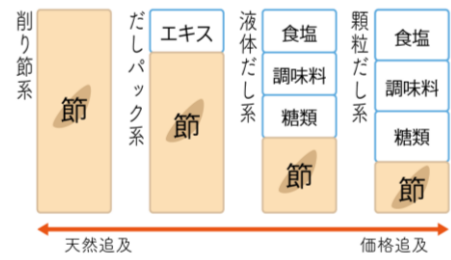 削り節系
節
だしパック系
エキス
節
液体だし系
食塩
調味料
糖類
節
顆粒だし系
食塩
調味料
糖類
節
天然追及
価格追及